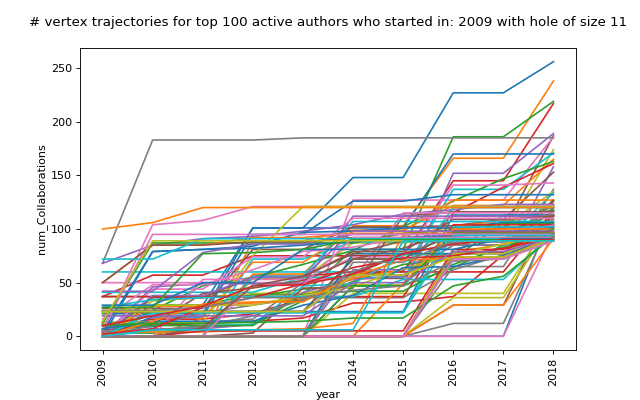 # vertex trajectories for top 100 active authors who started in: 2009 with hole of size 11
250
200
150
100
50
0
num_Collaborations
2009 2010 2011 2012 2013 2014 2015 2016 2017 2018
year